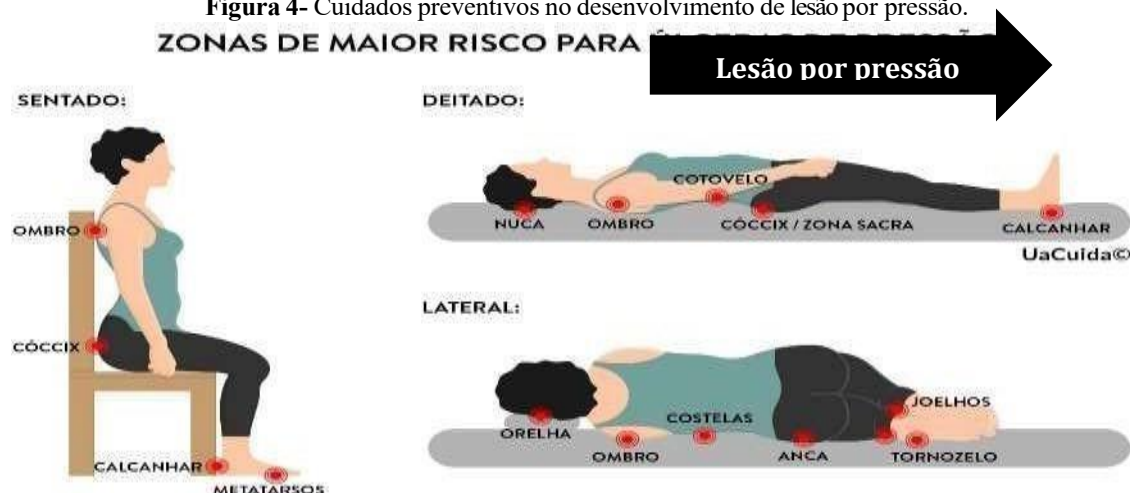 Figura 4- Cuidados preventivos no desenvolvimento de lesão por pressão.
ZONAS DE MAIOR RISCO PARA
Lesão por pressão
SENTADO:
OMBRO
CÓCCIX
CALCANHAR
METATARSOS
DEITADO:
COTOVELO
NUCA
OMBRO
CÓCCIX / ZONA SACRA
CALCANHAR
UaCuida©
LATERAL:
JOELHOS
COSTELAS
ORELHA
OMBRO
ANCA
TORNOZELO